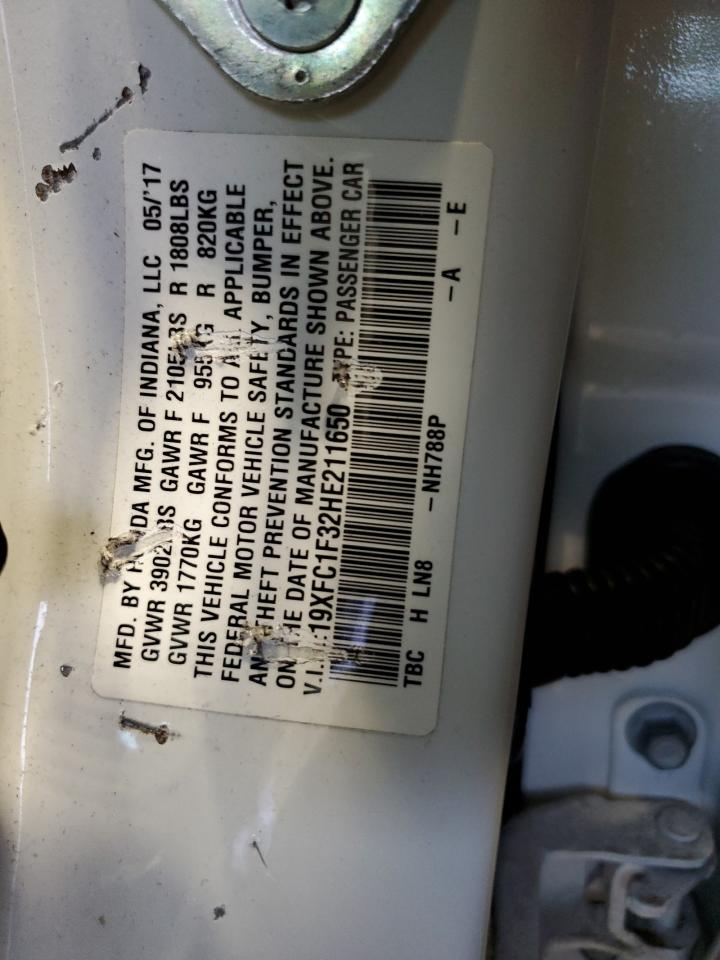 MFD. BY HONDA MFG. OF INDIANA, LLC 05/'17
GVWR 3902LBS GAWR F 2105LBS R 1808LBS
GVWR 1770KG GAWR F 955KG R 820KG
THIS VEHICLE CONFORMS TO ALL APPLICABLE
FEDERAL MOTOR VEHICLE SAFETY, BUMPER,
AND THEFT PREVENTION STANDARDS IN EFFECT
ON THE DATE OF MANUFACTURE SHOWN ABOVE.
V.I.N.:19XFC1F32HE211650 TYPE: PASSENGER CAR
TBC H LN8 - NH788P - A - E